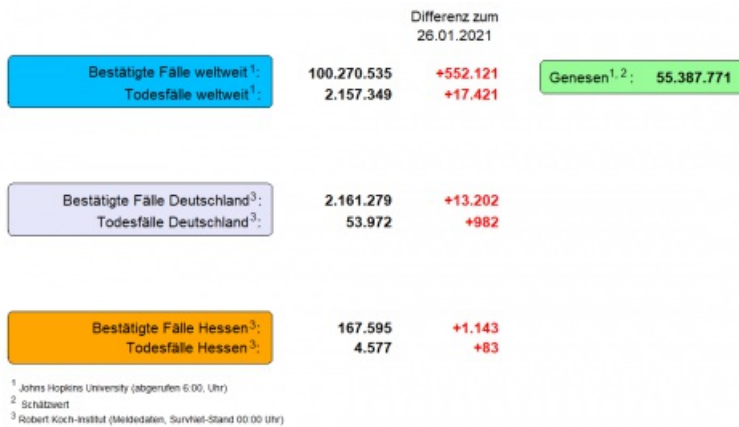 Differenz zum
26.01.2021
Bestätigte Fälle weltweit¹: 100.270.535 +552.121 Genesen¹, ²: 55.387.771
Todesfälle weltweit¹: 2.157.349 +17.421
Bestätigte Fälle Deutschland³: 2.161.279 +13.202
Todesfälle Deutschland³: 53.972 +982
Bestätigte Fälle Hessen³: 167.595 +1.143
Todesfälle Hessen³: 4.577 +83
¹ Johns Hopkins University (abgerufen 6:00, Uhr)
² Schätzwert
³ Robert Koch-Institut (Meldedaten, SurvNet-Stand 00:00 Uhr)